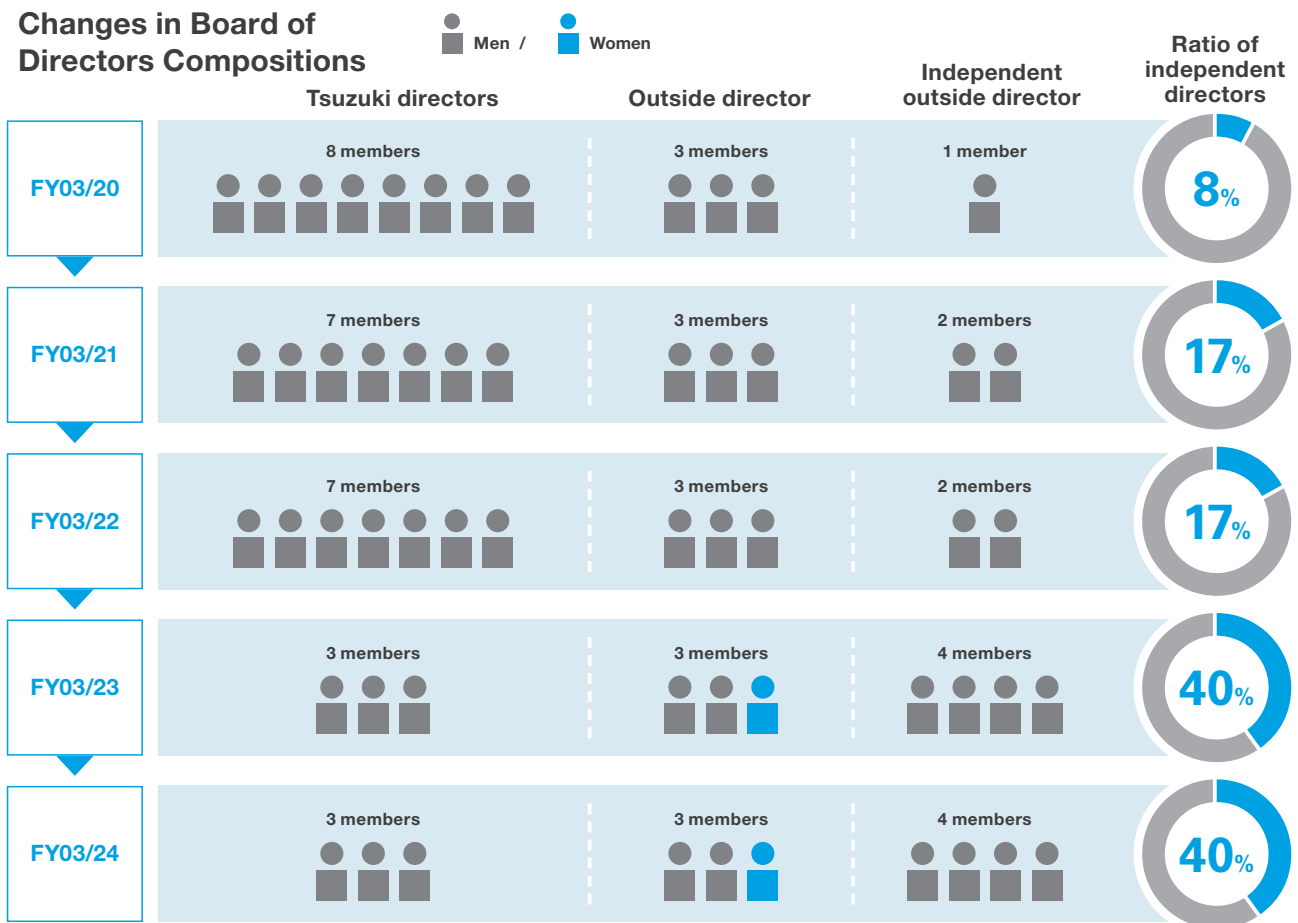 Changes in Board of
Directors Compositions
Men /
Women
Tsuzuki directors
Outside director
Independent
outside director
Ratio of
independent
directors
FY03/20
8 members
3 members
1 member
8%
FY03/21
7 members
3 members
2 members
17%
FY03/22
7 members
3 members
2 members
17%
FY03/23
3 members
3 members
4 members
40%
FY03/24
3 members
3 members
4 members
40%